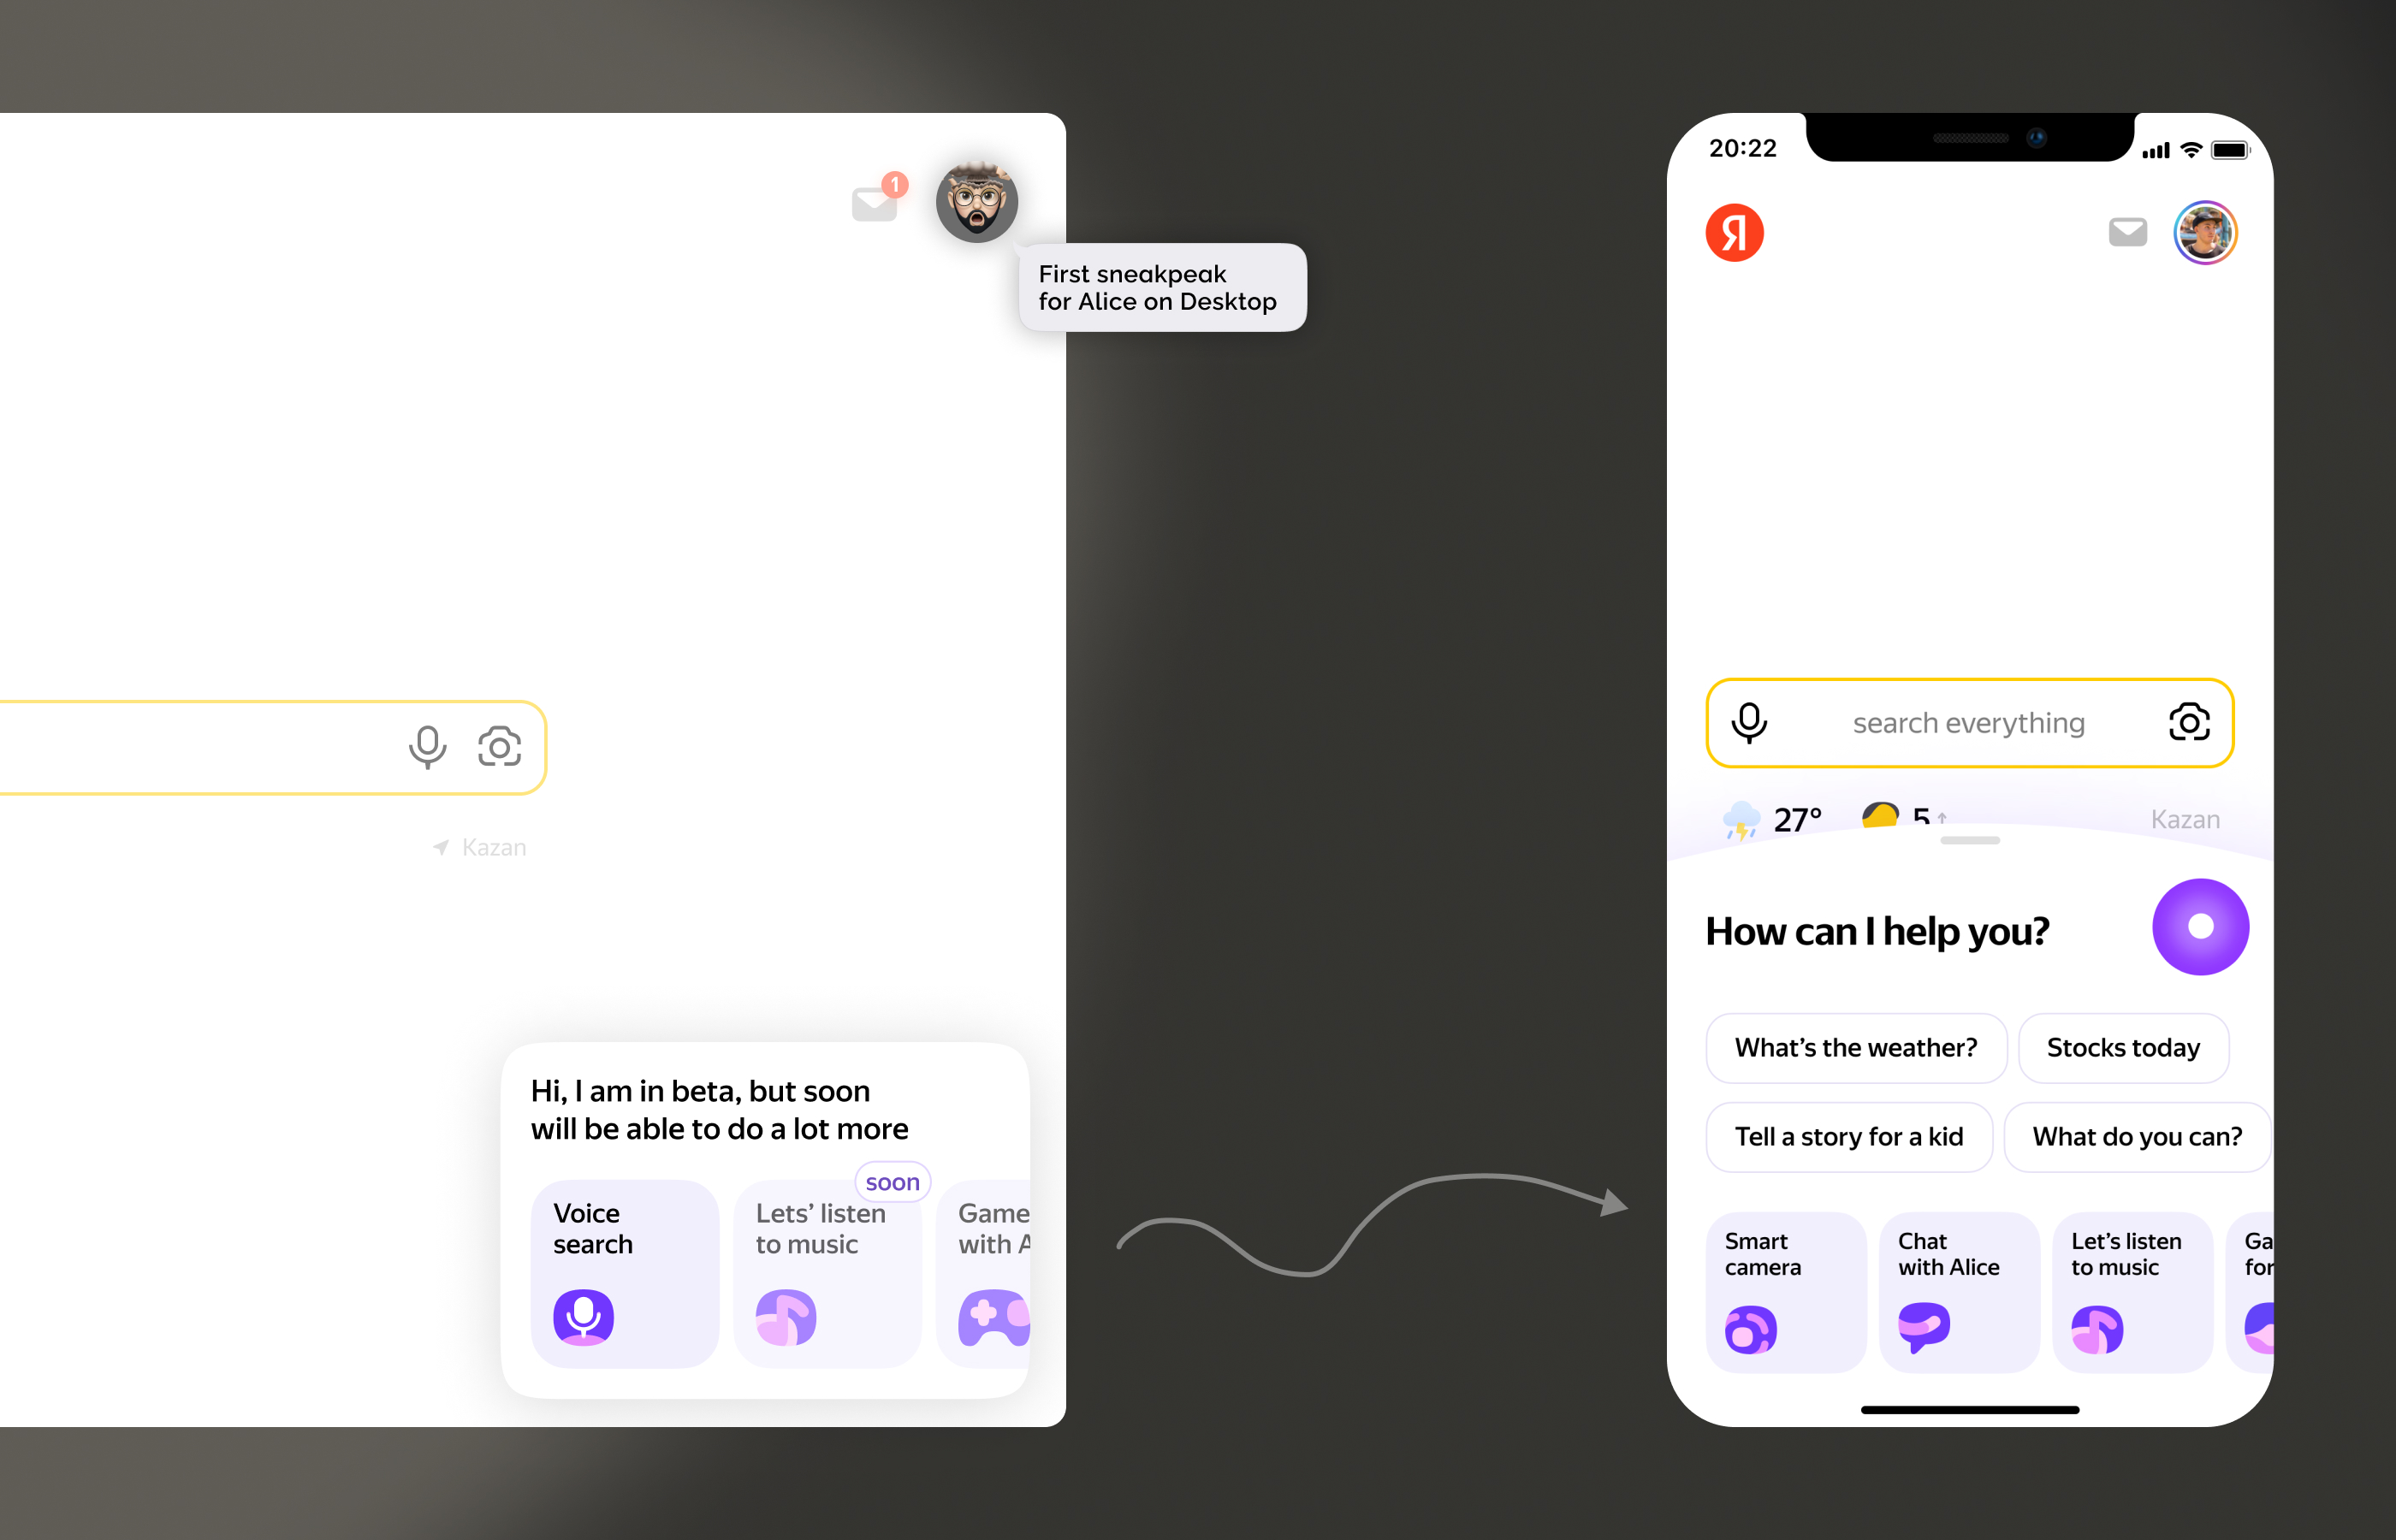 1
First sneakpeak
for Alice on Desktop
Kazan
Hi, I am in beta, but soon
will be able to do a lot more
soon
Voice
search
Lets’ listen
to music
Game
with A
20:22
Я
search everything
27°
5↑
Kazan
How can I help you?
What’s the weather?
Stocks today
Tell a story for a kid
What do you can?
Smart
camera
Chat
with Alice
Let’s listen
to music
Ga
for